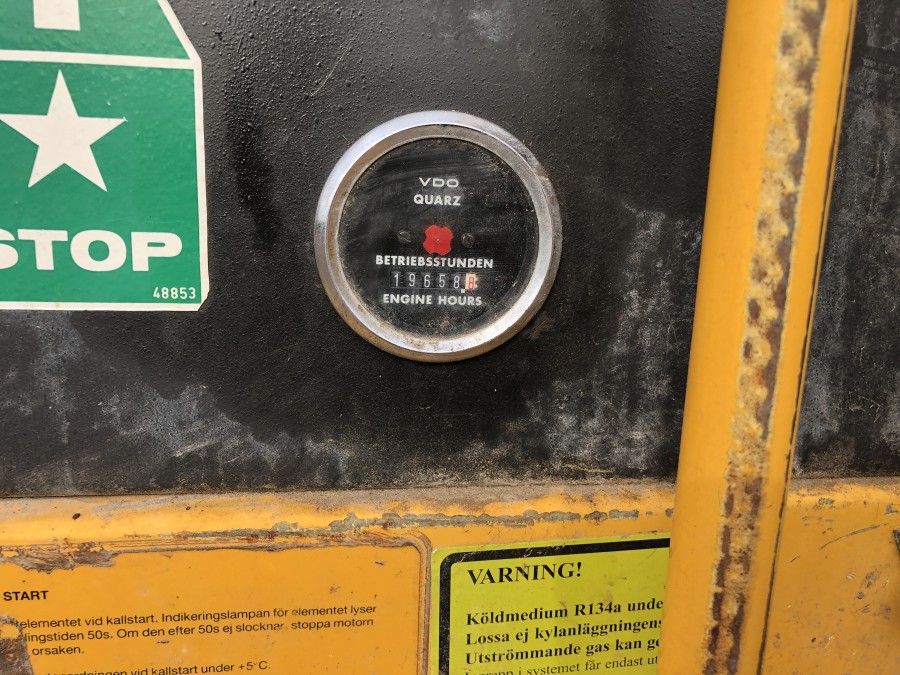 STOP
48853
VDO
QUARZ
BETRIEBSSTUNDEN
19658.8
ENGINE HOURS
START
elementet vid kallstart. Indikeringslampan för elementet lyser
lingstiden 50s. Om den efter 50s ej slocknar stoppa motorn
orsaken.
vid kallstart under +5°C.
VARNING!
Köldmedium R134a unde
Lossa ej kylanläggningens
Utströmmande gas kan ge
i systemet får endast ut